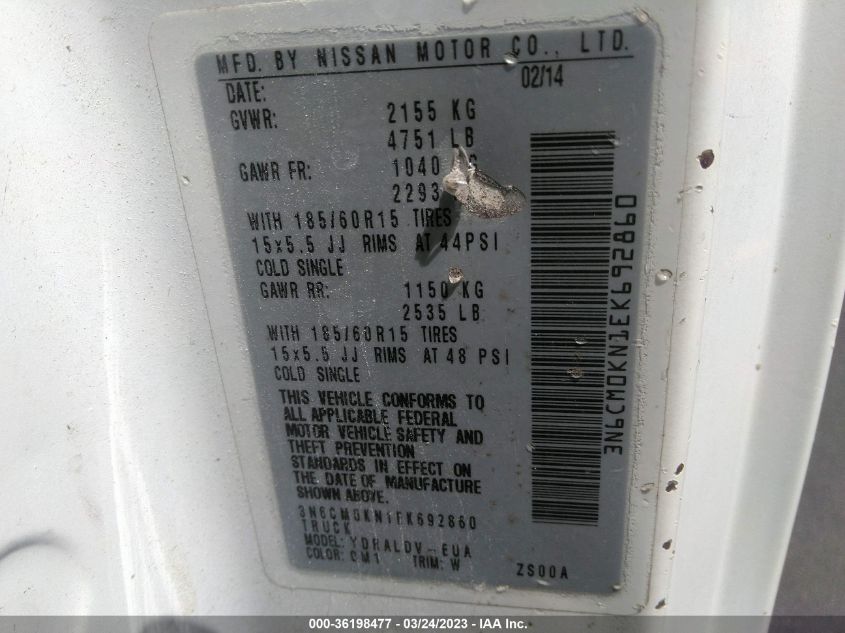 MFD. BY NISSAN MOTOR CO., LTD.
DATE: 02/14
GVWR: 2155 KG
4751 LB
GAWR FR: 1040
2293
WITH 185/60R15 TIRES
15x5.5 JJ RIMS AT 44PSI
COLD SINGLE
GAWR RR: 1150 KG
2535 LB
WITH 185/60R15 TIRES
15x5.5 JJ RIMS AT 48 PSI
COLD SINGLE
THIS VEHICLE CONFORMS TO
ALL APPLICABLE FEDERAL
MOTOR VEHICLE SAFETY AND
THEFT PREVENTION
STANDARDS IN EFFECT ON
THE DATE OF MANUFACTURE
SHOWN ABOVE.
3N6CM0KN1EK692860
TRUCK
MODEL: YDRALDV-EUA
COLOR: CM1 TRIM: W
ZS00A
3N6CM0KN1EK692860
000-36198477 - 03/24/2023 - IAA Inc.